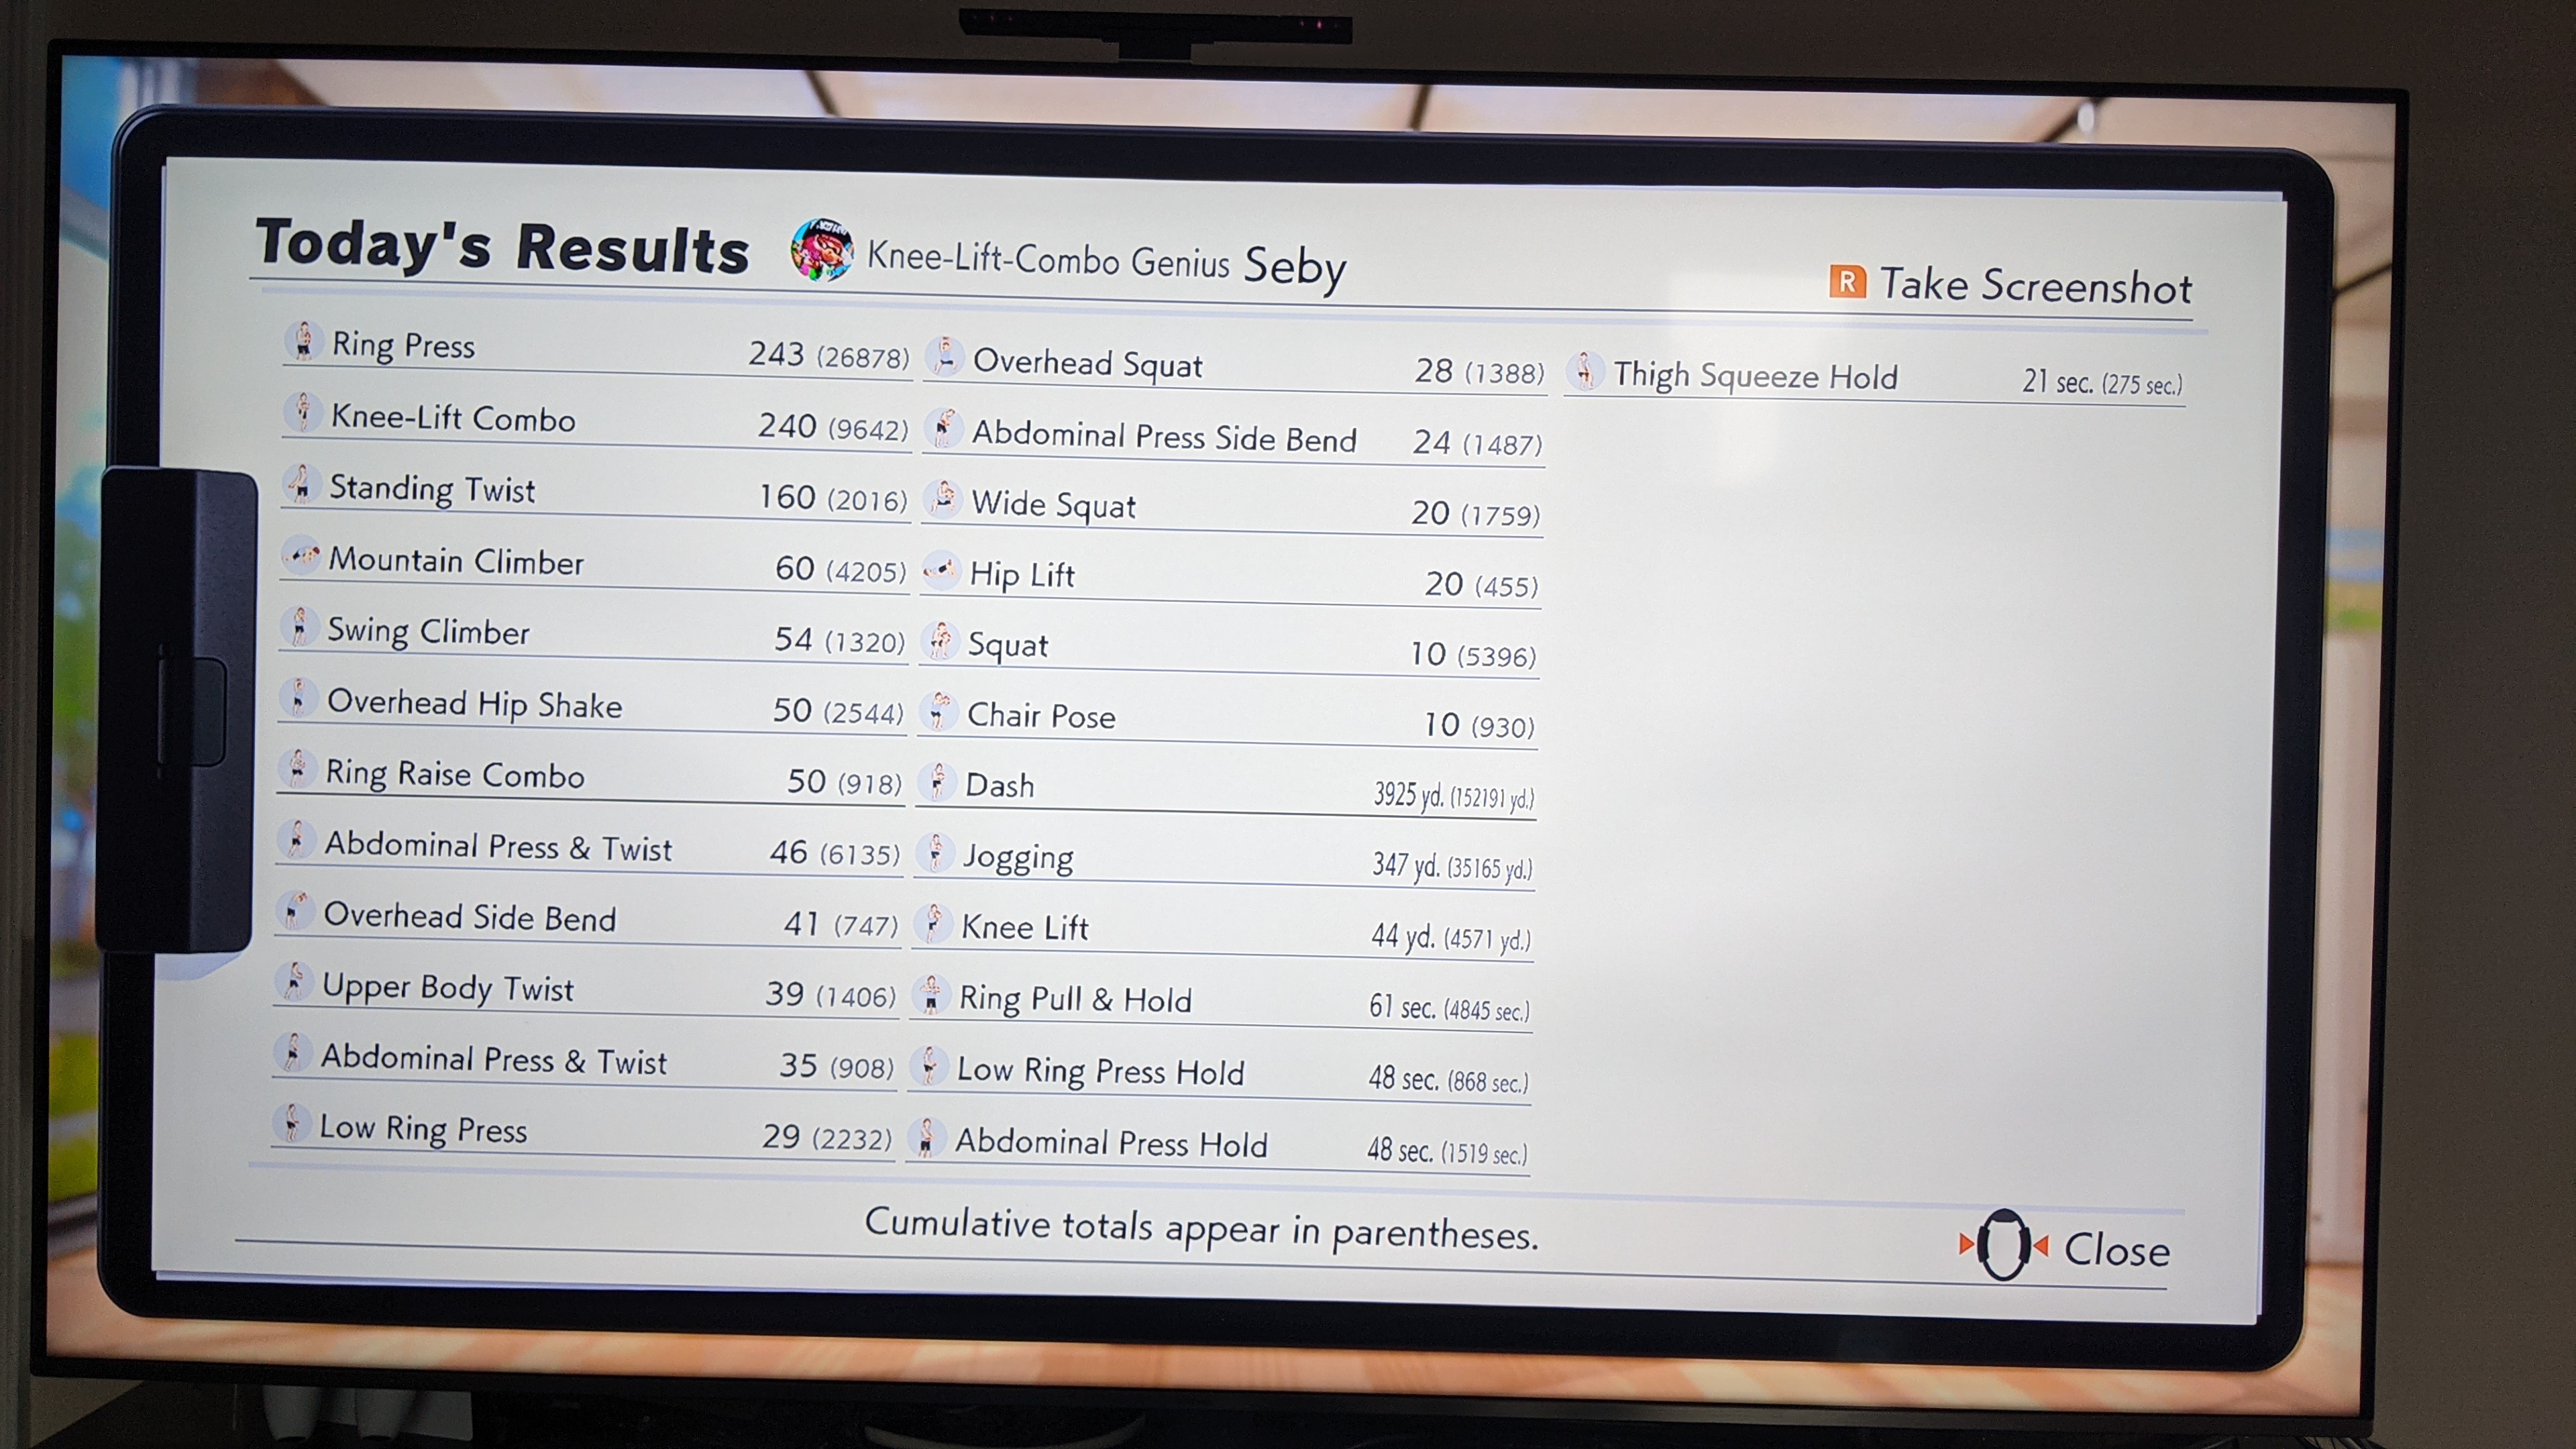 Today's Results Knee-Lift-Combo Genius Seby
R Take Screenshot
Ring Press 243 (26878)
Knee-Lift Combo 240 (9642)
Standing Twist 160 (2016)
Mountain Climber 60 (4205)
Swing Climber 54 (1320)
Overhead Hip Shake 50 (2544)
Ring Raise Combo 50 (918)
Abdominal Press & Twist 46 (6135)
Overhead Side Bend 41 (747)
Upper Body Twist 39 (1406)
Abdominal Press & Twist 35 (908)
Low Ring Press 29 (2232)
Overhead Squat 28 (1388)
Abdominal Press Side Bend 24 (1487)
Wide Squat 20 (1759)
Hip Lift 20 (455)
Squat 10 (5396)
Chair Pose 10 (930)
Dash 3925 yd. (152191 yd.)
Jogging 347 yd. (35165 yd.)
Knee Lift 44 yd. (4571 yd.)
Ring Pull & Hold 61 sec. (4845 sec.)
Low Ring Press Hold 48 sec. (868 sec.)
Abdominal Press Hold 48 sec. (1519 sec.)
Thigh Squeeze Hold 21 sec. (275 sec.)
Cumulative totals appear in parentheses.
Close